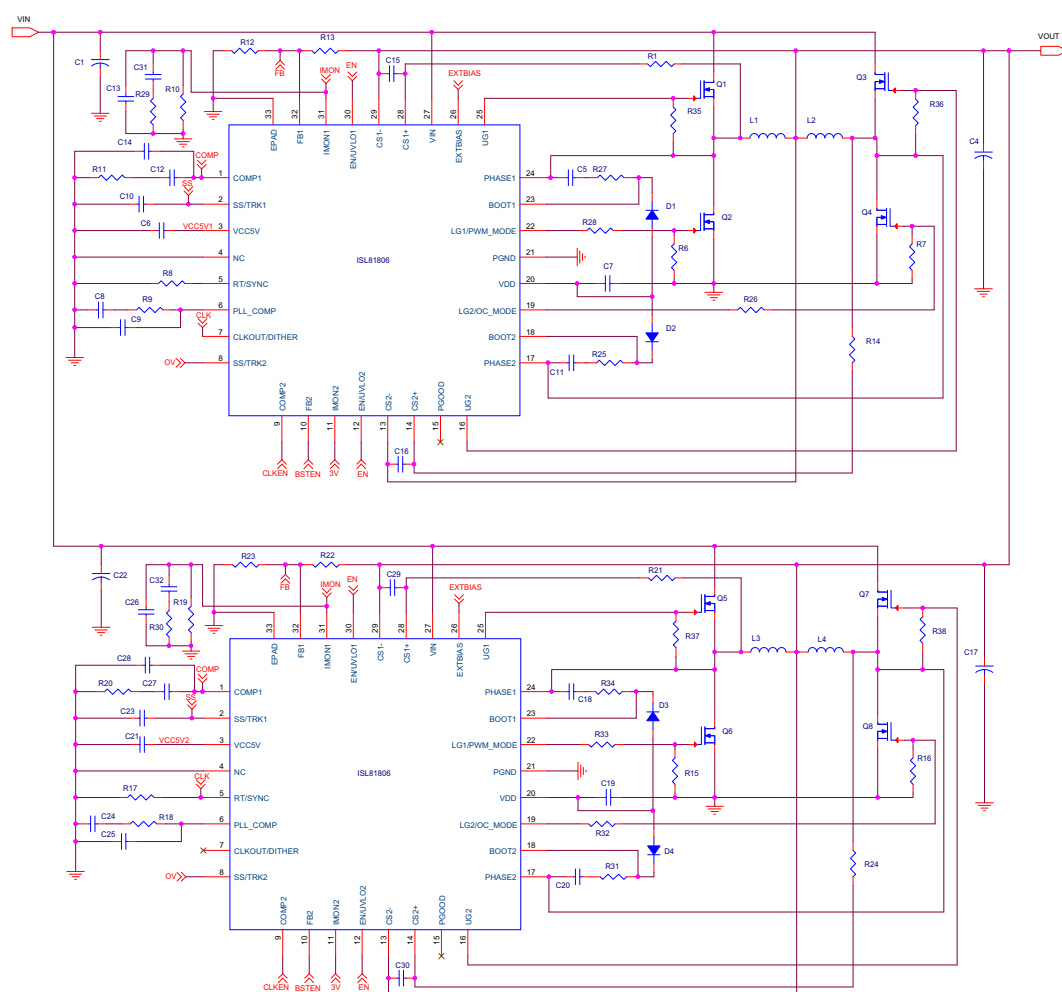 VIN
VOUT
R12
R13
C15
R1
C1
C31
C13
R29
R10
FB
IMON
EN
EXTBIAS
Q1
Q3
R35
R36
33
32
31
30
29
28
27
26
25
EPAD
FB1
IMON1
EN/UVLO1
CS1-
CS1+
VIN
EXTBIAS
UG1
L1
L2
C4
C14
COMP
R11
C12
1
COMP1
SS
C10
2
SS/TRK1
C6
VCC5V1
3
VCC5V
4
NC
R8
5
RT/SYNC
C8
R9
C9
6
PLL_COMP
CLK
7
CLKOUT/DITHER
OV
8
SS/TRK2
ISL81806
PHASE1
24
C5
R27
BOOT1
23
D1
LG1/PWM_MODE
22
R28
Q2
Q4
PGND
21
R6
R7
VDD
20
C7
LG2/OC_MODE
19
R26
BOOT2
18
D2
PHASE2
17
C11
R25
R14
COMP2
FB2
IMON2
EN/UVLO2
CS2-
CS2+
PGOOD
UG2
9
10
11
12
13
14
15
16
CLKEN
BSTEN
3V
EN
C16
R23
R22
C29
R21
C22
C32
C26
R30
R19
FB
IMON
EN
EXTBIAS
Q5
Q7
R37
R38
33
32
31
30
29
28
27
26
25
EPAD
FB1
IMON1
EN/UVLO1
CS1-
CS1+
VIN
EXTBIAS
UG1
L3
L4
C17
C28
COMP
R20
C27
1
COMP1
SS
C23
2
SS/TRK1
C21
VCC5V2
3
VCC5V
4
NC
CLK
R17
5
RT/SYNC
C24
R18
C25
6
PLL_COMP
7
CLKOUT/DITHER
OV
8
SS/TRK2
ISL81806
PHASE1
24
C18
R34
BOOT1
23
D3
LG1/PWM_MODE
22
R33
Q6
Q8
PGND
21
R15
R16
VDD
20
C19
LG2/OC_MODE
19
R32
BOOT2
18
D4
PHASE2
17
C20
R31
R24
COMP2
FB2
IMON2
EN/UVLO2
CS2-
CS2+
PGOOD
UG2
9
10
11
12
13
14
15
16
CLKEN
BSTEN
3V
EN
C30